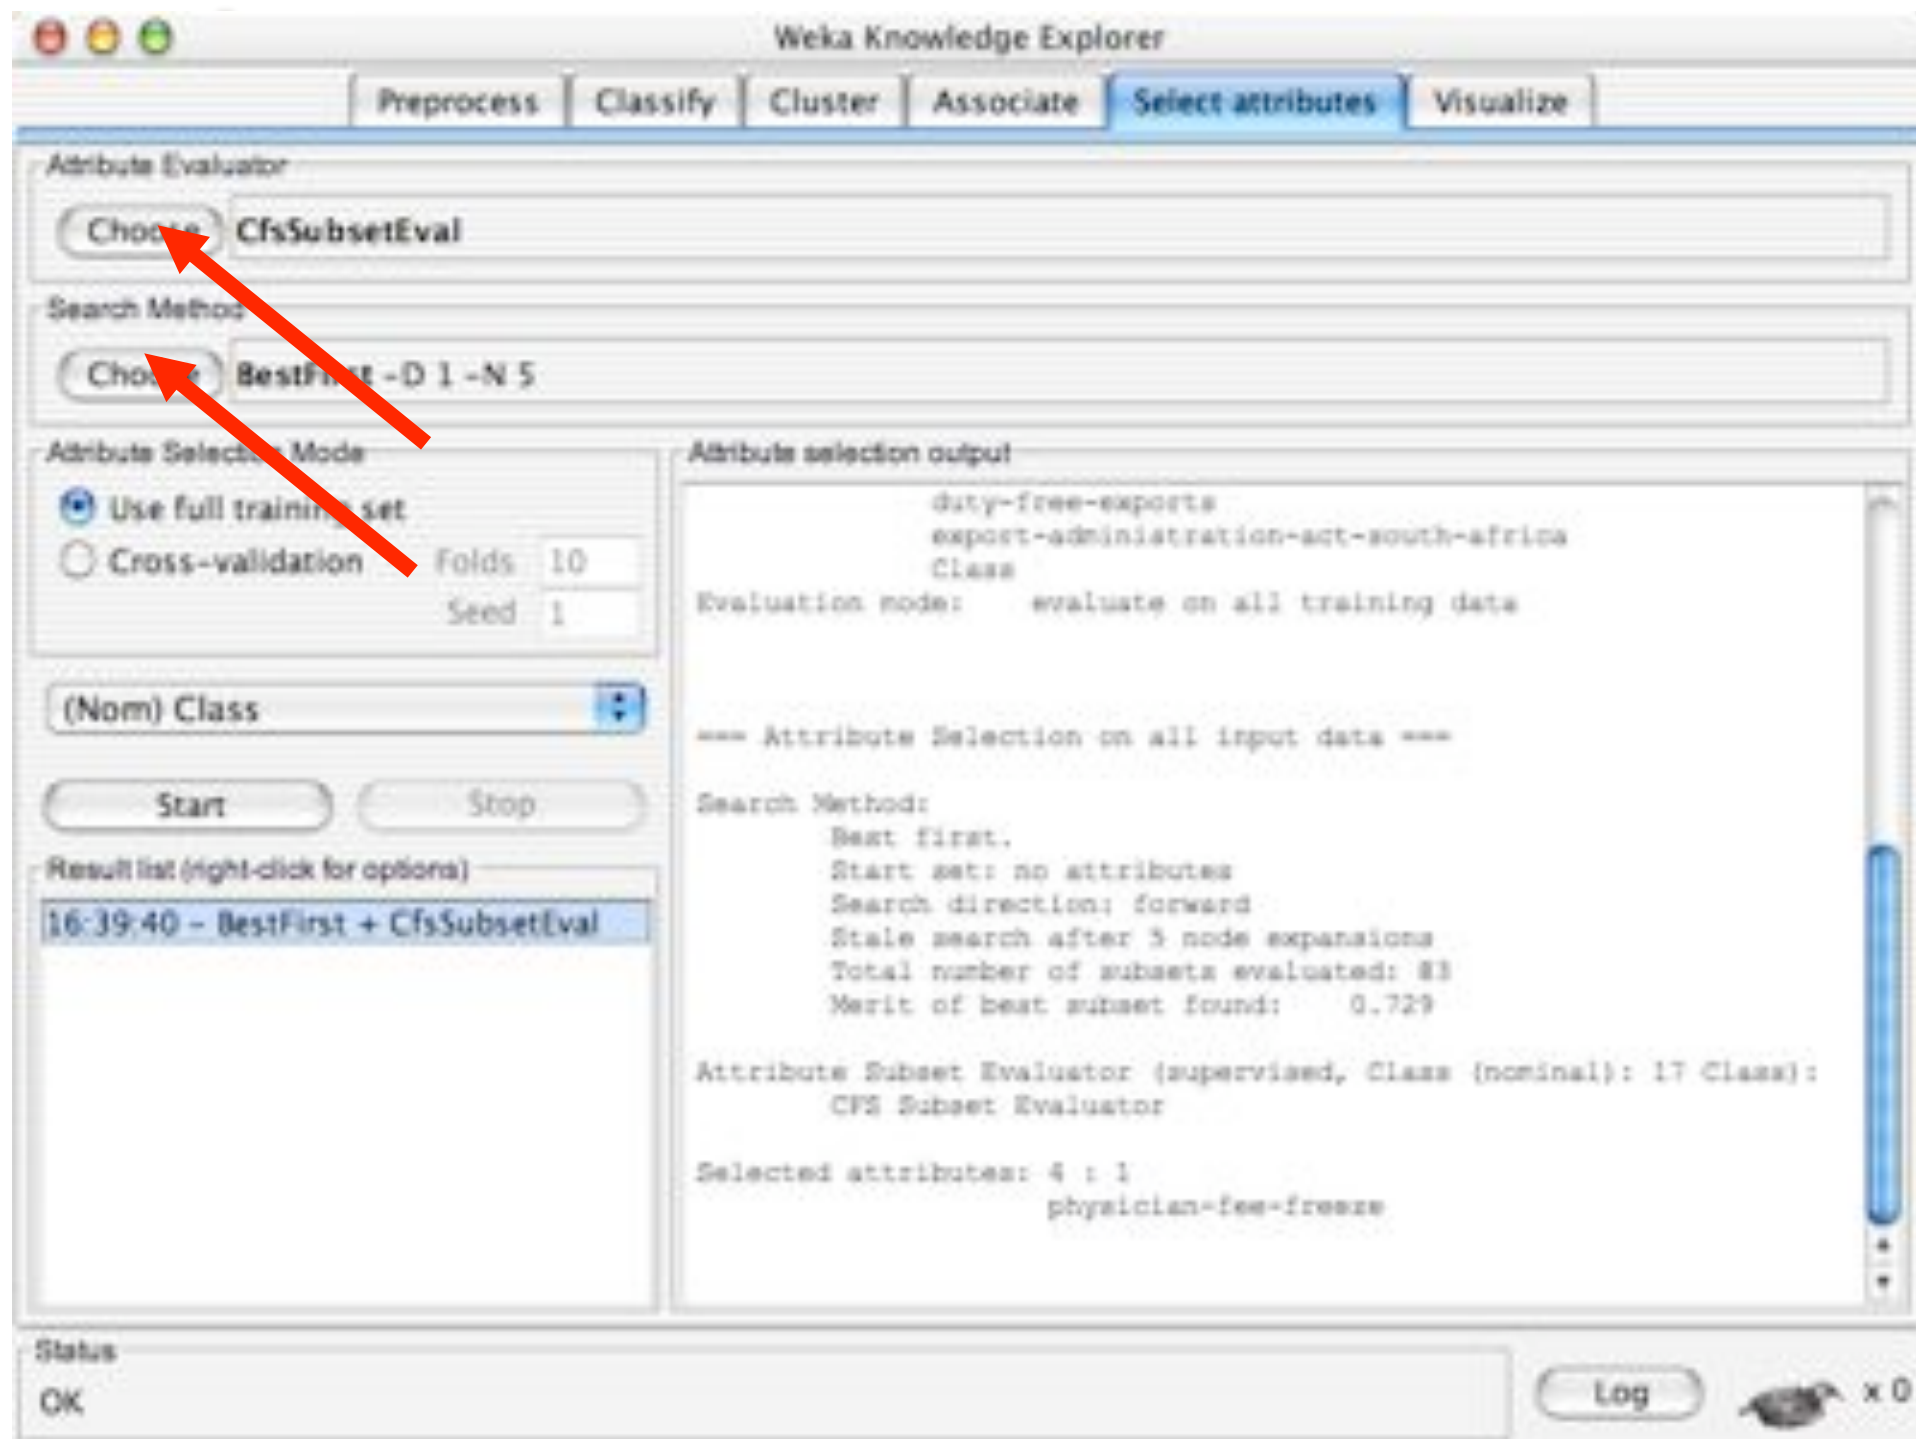 Weka Knowledge Explorer
Preprocess Classify Cluster Associate Select attributes Visualize
Attribute Evaluator
Choose CfsSubsetEval
Search Method
Choose BestFirst -D 1 -N 5
Attribute Selection Mode
Use full training set
Cross-validation Folds 10
Seed 1
(Nom) Class
Start Stop
Result list (right-click for options)
16:39:40 - BestFirst + CfsSubsetEval
Attribute selection output
duty-free-exports
export-administration-act-south-africa
Class
Evaluation mode: evaluate on all training data
=== Attribute Selection on all input data ===
Search Method:
Best first.
Start set: no attributes
Search direction: forward
Stale search after 5 node expansions
Total number of subsets evaluated: 83
Merit of best subset found: 0.729
Attribute Subset Evaluator (supervised, Class (nominal): 17 Class):
CFS Subset Evaluator
Selected attributes: 4 : 1
physician-fee-freeze
Status
OK
Log x 0